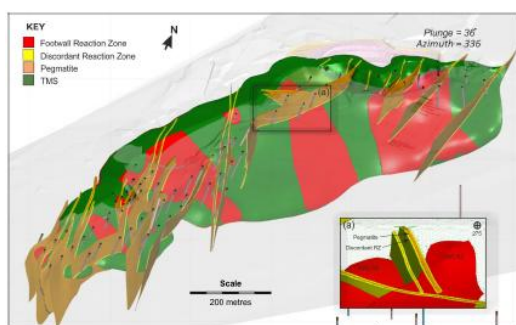 KEY
Footwall Reaction Zone
Discordant Reaction Zone
Pegmatite
TMS
N
Plunge = 36
Azimuth = 336
(a)
Scale
200 metres
(a)
Pegmatite
Discordant RZ